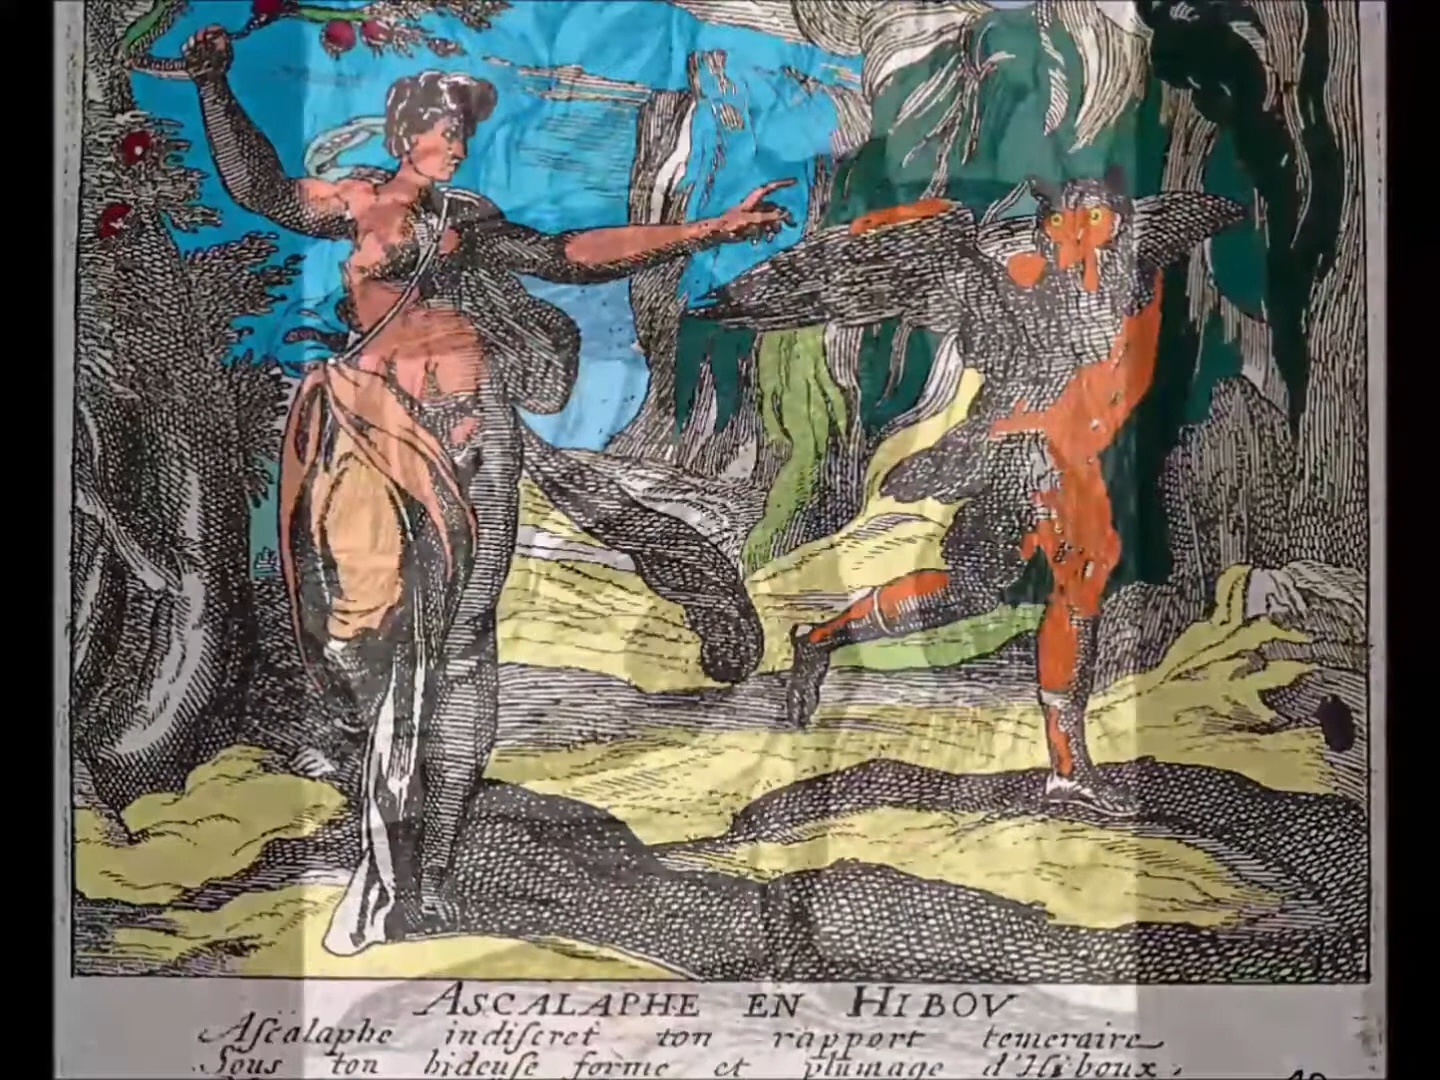 ASCALAPHE EN HIBOV
Aſcalaphe indiſcret ton rapport temeraire
Sous ton hideuſe forme et plumage d'Hiboux,